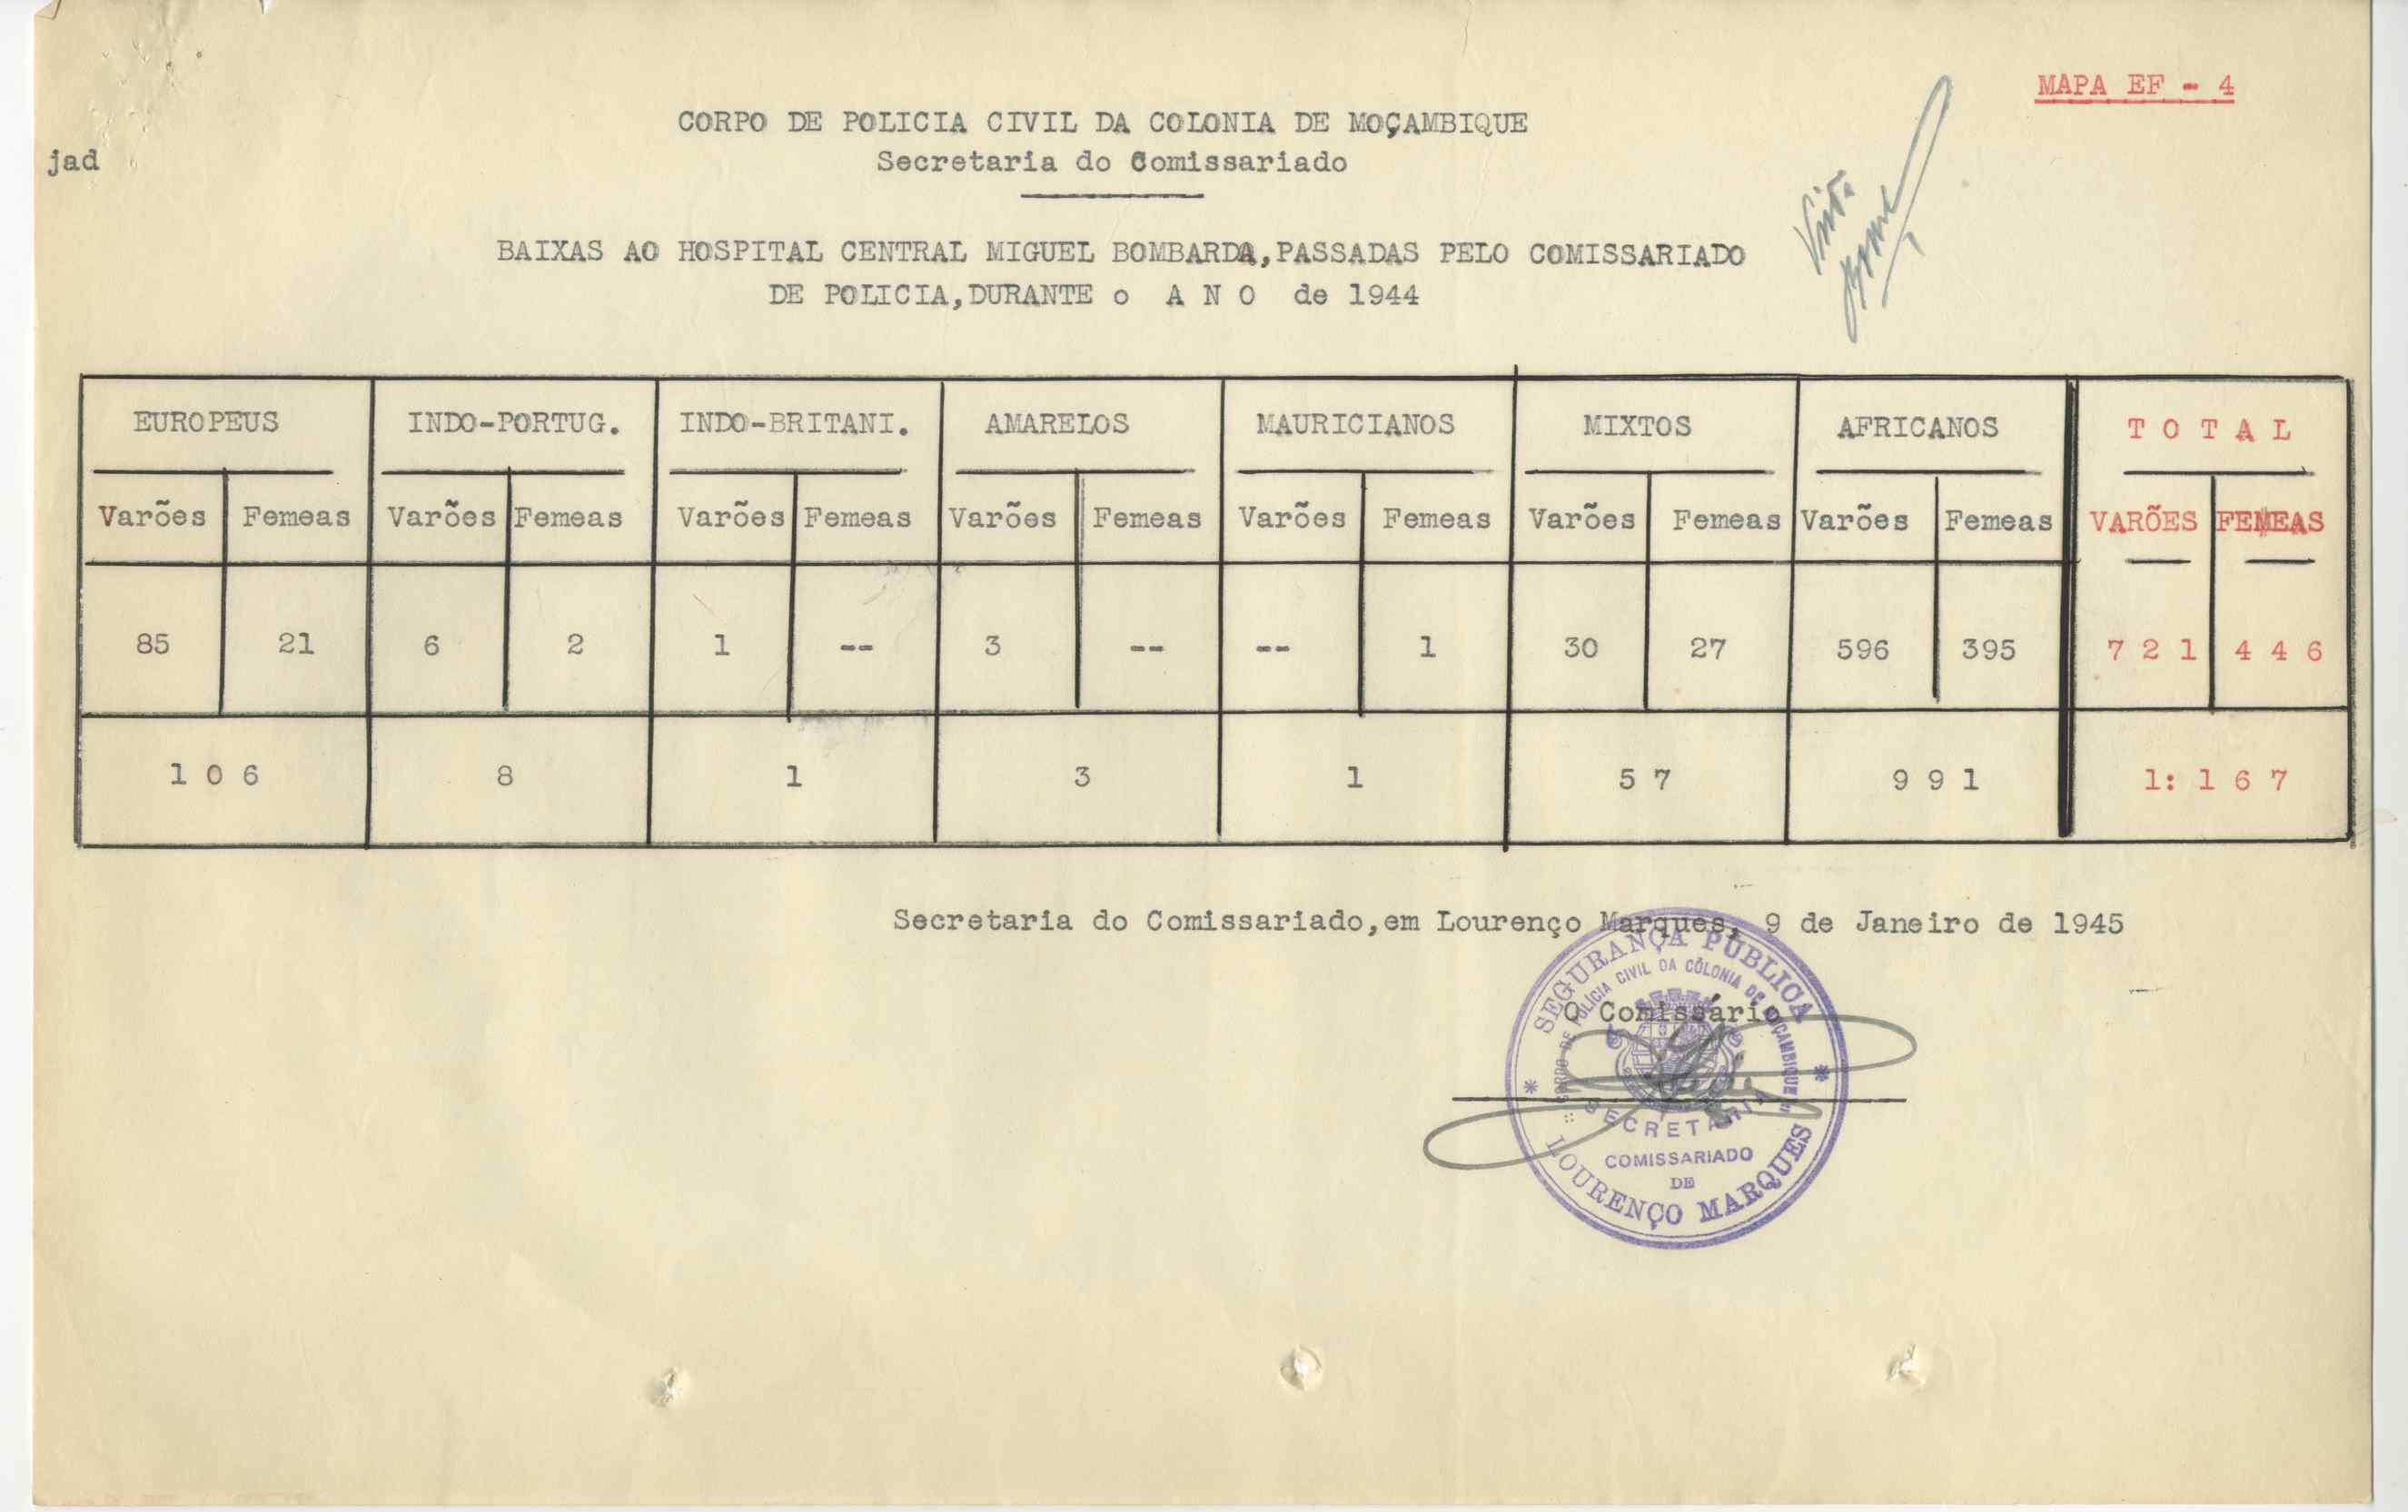 MAPA EF - 4
CORPO DE POLICIA CIVIL DA COLONIA DE MOÇAMBIQUE
jad
Secretaria do Comissariado
BAIXAS AO HOSPITAL CENTRAL MIGUEL BOMBARDA, PASSADAS PELO COMISSARIADO
DE POLICIA, DURANTE o A N O de 1944
EUROPEUS INDO-PORTUG. INDO-BRITANI. AMARELOS MAURICIANOS MIXTOS AFRICANOS T O T A L
Varões Femeas Varões Femeas Varões Femeas Varões Femeas Varões Femeas Varões Femeas Varões Femeas VARÕES FEMEAS
85 21 6 2 1 -- 3 -- -- 1 30 27 596 395 7 2 1 4 4 6
1 0 6 8 1 3 1 5 7 9 9 1 1: 1 6 7
Secretaria do Comissariado, em Lourenço Marques, 9 de Janeiro de 1945
O Comissário
SEGURANÇA PÚBLICA
CORPO DE POLÍCIA CIVIL DA COLÓNIA DE MOÇAMBIQUE
SECRETARIA
COMISSARIADO
DE
LOURENÇO MARQUES